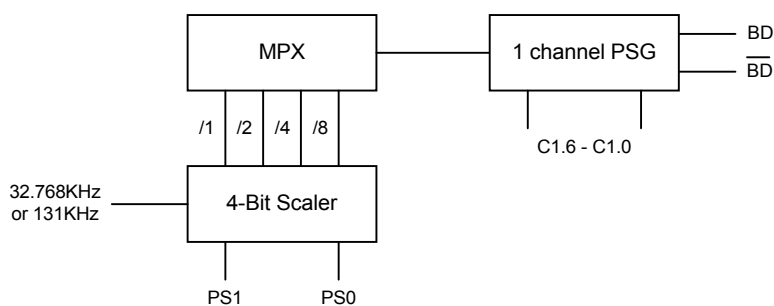 MPX
1 channel PSG
BD
BD
/1
/2
/4
/8
C1.6 - C1.0
32.768KHz
or 131KHz
4-Bit Scaler
PS1
PS0